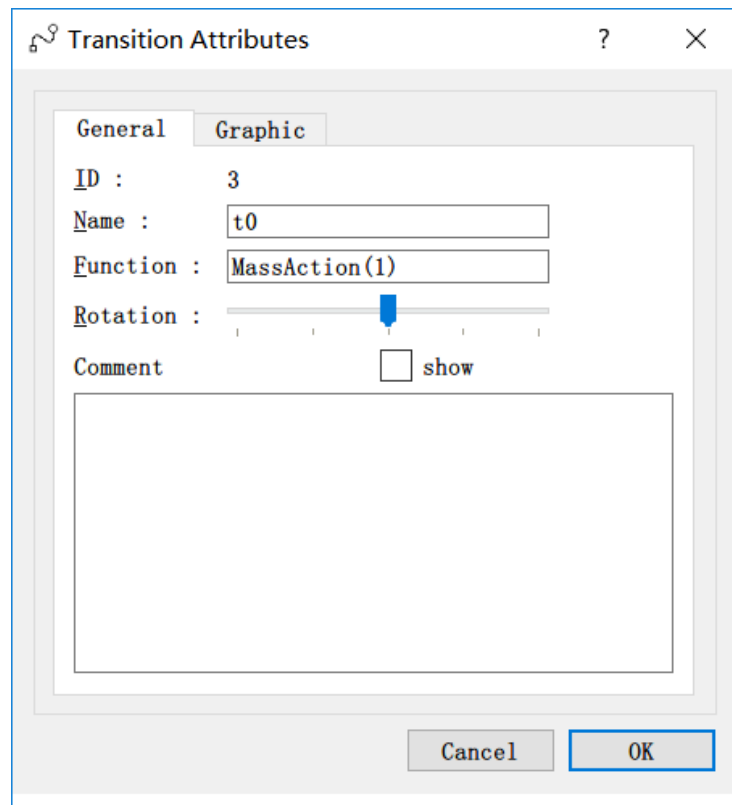 Transition Attributes ?
General Graphic
ID : 3
Name : t0
Function : MassAction(1)
Rotation :
Comment show
Cancel OK